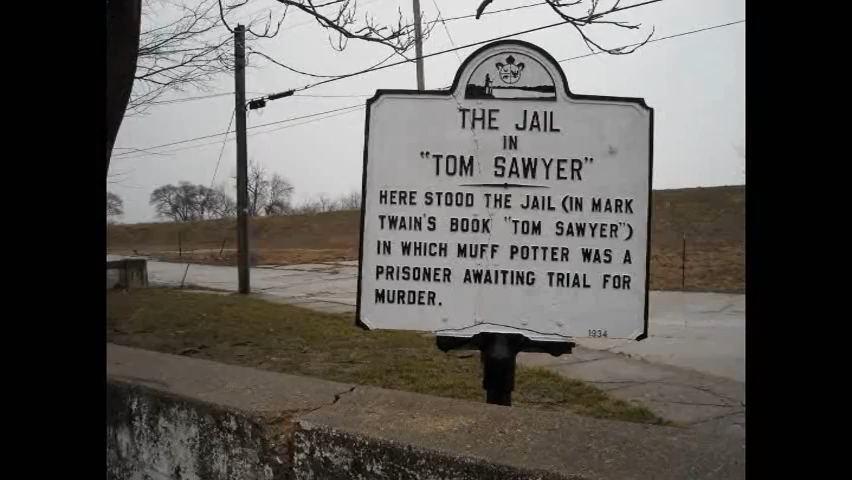 THE JAIL
IN
"TOM SAWYER"
HERE STOOD THE JAIL (IN MARK
TWAIN'S BOOK "TOM SAWYER")
IN WHICH MUFF POTTER WAS A
PRISONER AWAITING TRIAL FOR
MURDER.
1934